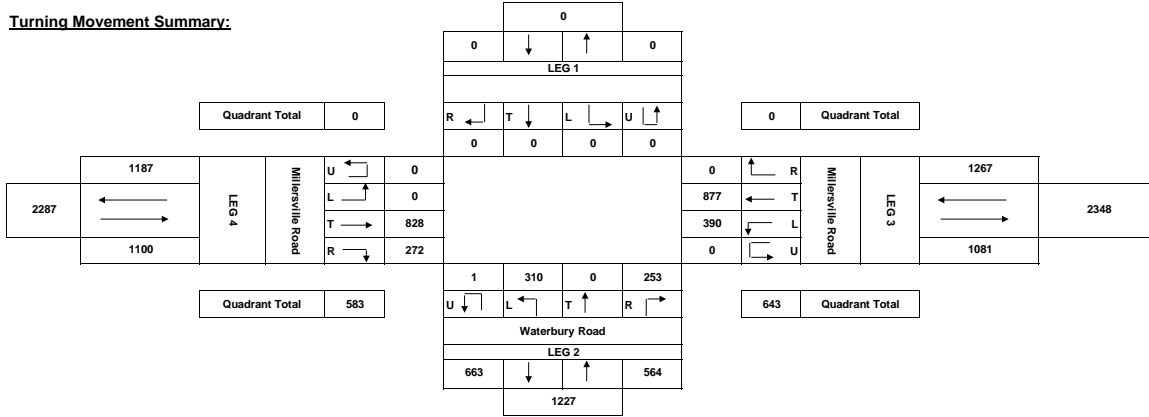 Turning Movement Summary:
0
0 0
LEG 1
Quadrant Total 0
R T L U
0 Quadrant Total
0 0 0 0
1187
U 0
0 R
1267
2287
LEG 4
Millersville Road
L 0
877 T
Millersville Road
LEG 3
2348
T 828
390 L
1100
R 272
0 U
1081
1 310 0 253
Quadrant Total 583
U L T R
643 Quadrant Total
Waterbury Road
LEG 2
663 564
1227